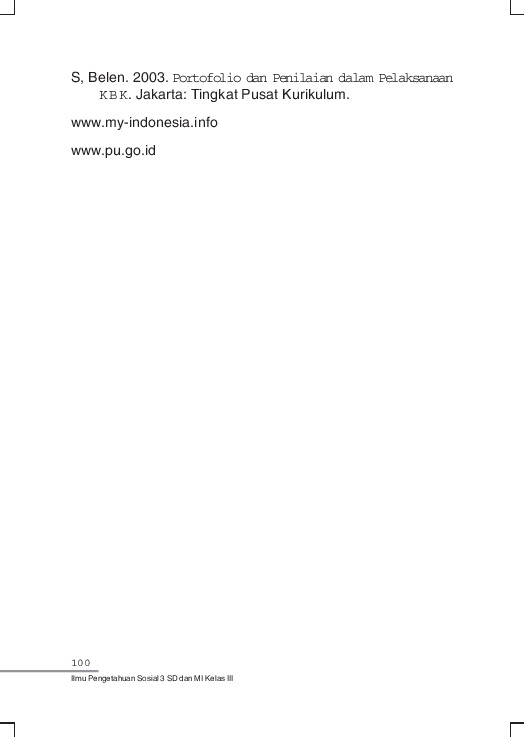 S, Belen. 2003. Portofolio dan Penilaian dalam Pelaksanaan
KBK. Jakarta: Tingkat Pusat Kurikulum.
www.my-indonesia.info
www.pu.go.id
100
Ilmu Pengetahuan Sosial 3 SD dan MI Kelas III